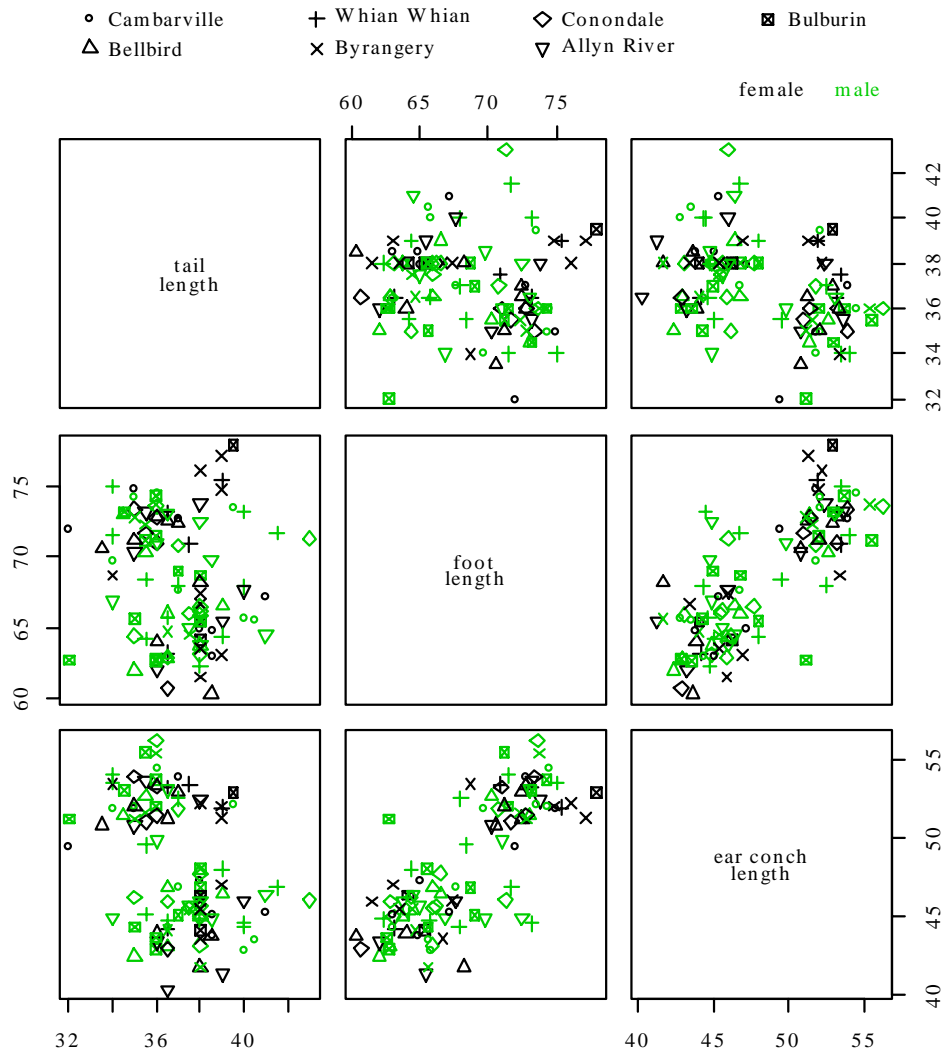 Cambarville Whian Whian Conondale Bulburin
Bellbird Byrangery Allyn River
female male
60 65 70 75
tail
length
32 34 36 38 40 42
60 65 70 75
foot
length
ear conch
length
40 45 50 55
32 36 40
40 45 50 55